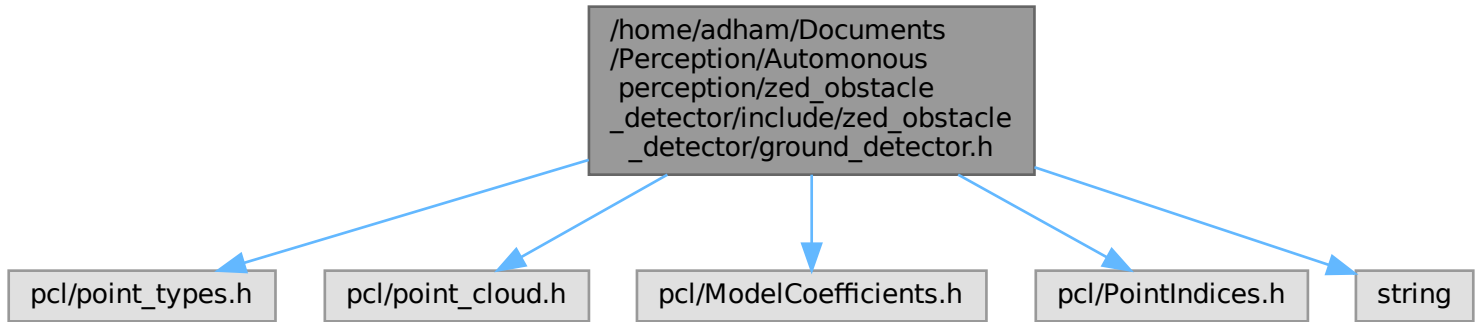 /home/adham/Documents
/Perception/Automonous
perception/zed_obstacle
_detector/include/zed_obstacle
_detector/ground_detector.h
pcl/point_types.h
pcl/point_cloud.h
pcl/ModelCoefficients.h
pcl/PointIndices.h
string